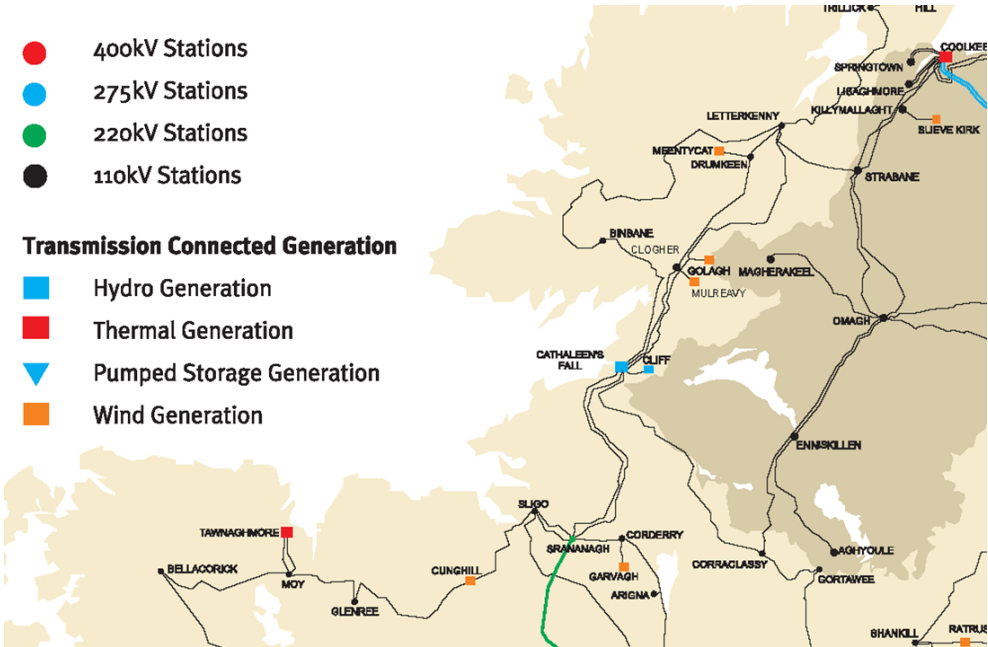 400kV Stations
275kV Stations
220kV Stations
110kV Stations
Transmission Connected Generation
Hydro Generation
Thermal Generation
Pumped Storage Generation
Wind Generation
TRILLICK
HILL
COOLKEE
SPRINGTOWN
LISAGHMORE
KILLYMALLAGHT
SLIEVE KIRK
LETTERKENNY
MEENTYCAT
DRUMKEEN
STRABANE
BINBANE
CLOGHER
GOLAGH
MAGHERAKEEL
MULREAVY
OMAGH
CATHALEEN'S
FALL
CLIFF
ENNISKILLEN
SLIGO
TAWNAGHMORE
SRANANAGH
CORDERRY
CORRACLASSY
AGHYOULE
BELLACORICK
MOY
CUNGHILL
GARVAGH
GORTAWEE
GLENREE
ARIGNA
SHANKILL
RATRUS